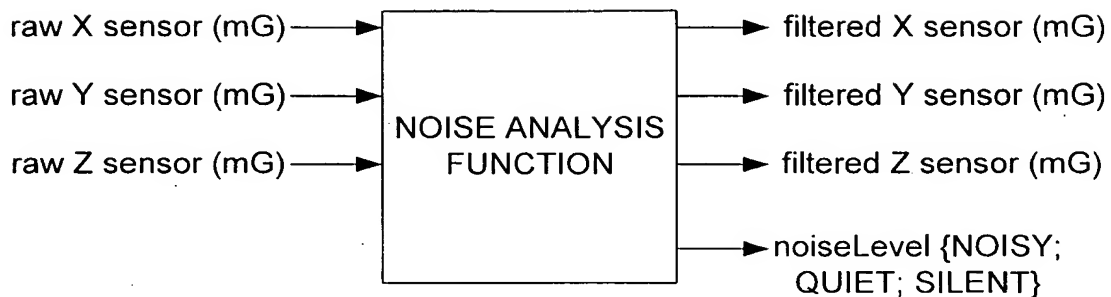 raw X sensor (mG)
raw Y sensor (mG)
raw Z sensor (mG)
NOISE ANALYSIS
FUNCTION
filtered X sensor (mG)
filtered Y sensor (mG)
filtered Z sensor (mG)
noiseLevel {NOISY;
QUIET; SILENT}